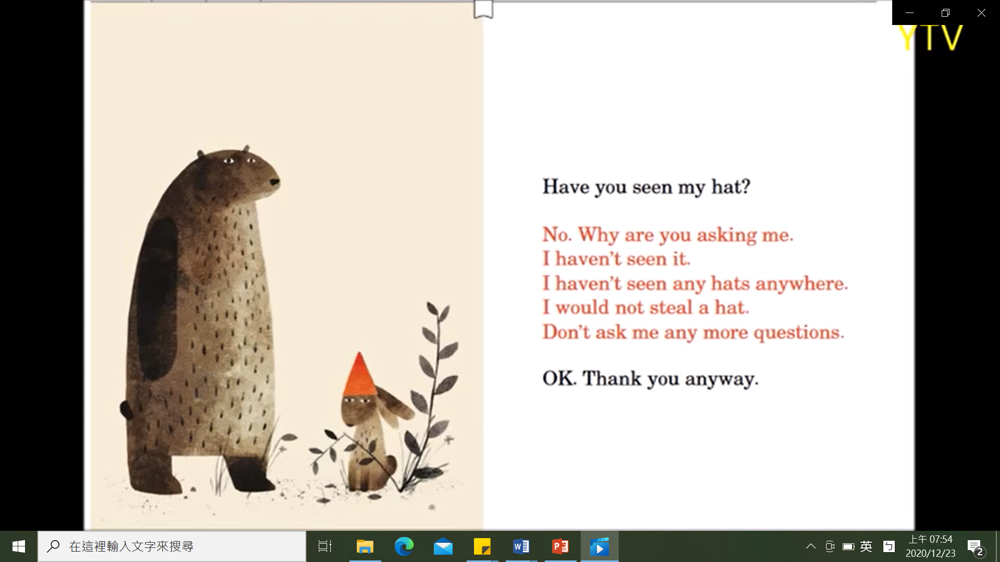 YTV
Have you seen my hat?
No. Why are you asking me.
I haven't seen it.
I haven't seen any hats anywhere.
I would not steal a hat.
Don't ask me any more questions.
OK. Thank you anyway.
在這裡輸入文字來搜尋
英
ㄅ
上午 07:54
2020/12/23
2